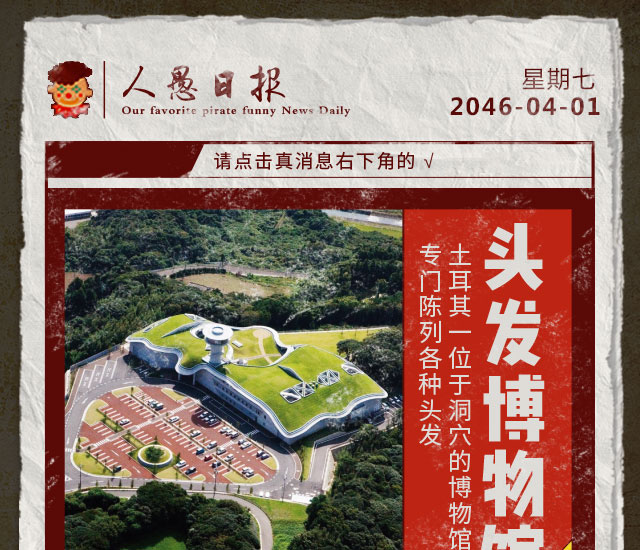 人愚日报
Our favorite pirate funny News Daily
星期七
2046-04-01
请点击真消息右下角的 √
头发博物馆
土耳其一位于洞穴的博物馆
专门陈列各种头发